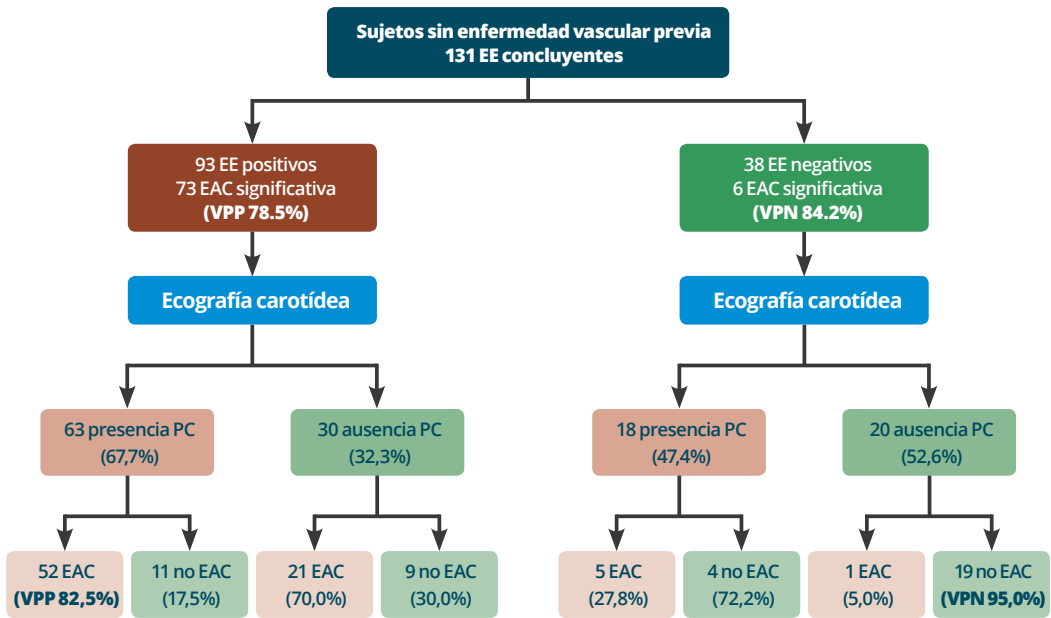 Sujetos sin enfermedad vascular previa
131 EE concluyentes
93 EE positivos
73 EAC significativa
(VPP 78.5%)
38 EE negativos
6 EAC significativa
(VPN 84.2%)
Ecografía carotídea
Ecografía carotídea
63 presencia PC
(67,7%)
30 ausencia PC
(32,3%)
18 presencia PC
(47,4%)
20 ausencia PC
(52,6%)
52 EAC
(VPP 82,5%)
11 no EAC
(17,5%)
21 EAC
(70,0%)
9 no EAC
(30,0%)
5 EAC
(27,8%)
4 no EAC
(72,2%)
1 EAC
(5,0%)
19 no EAC
(VPN 95,0%)